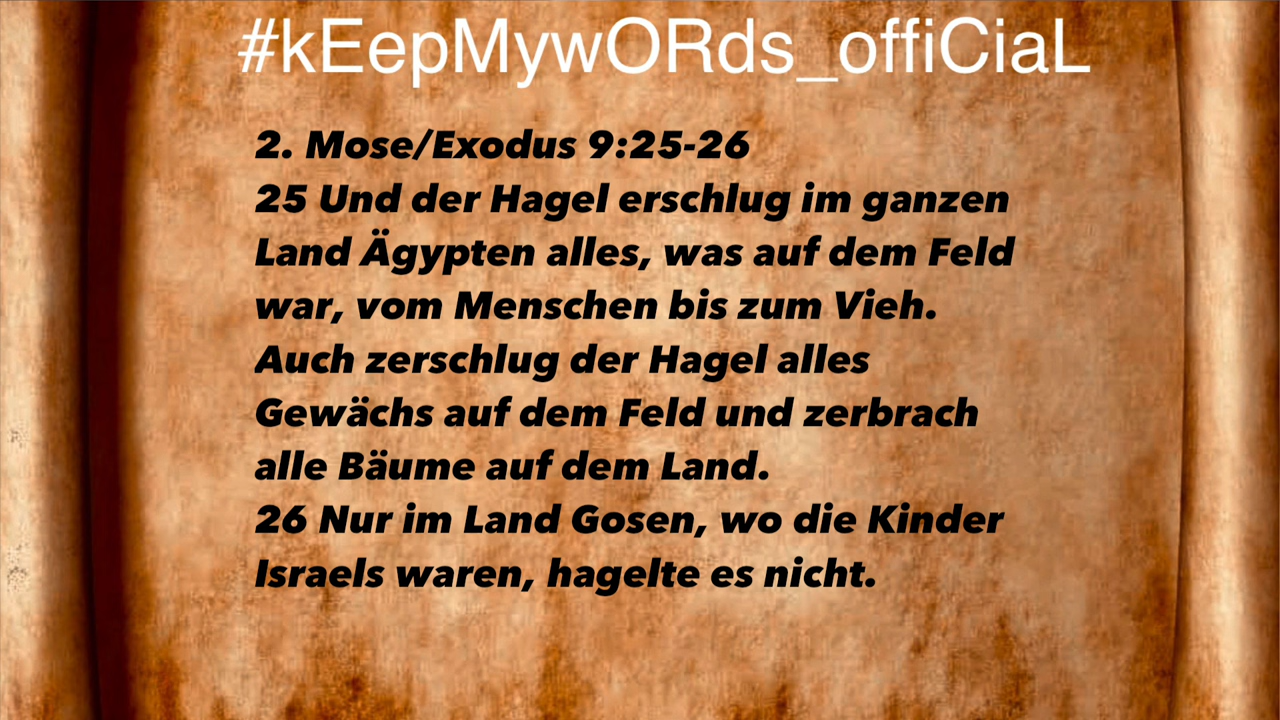 #kEepMywORds_offiCiaL
2. Mose/Exodus 9:25-26
25 Und der Hagel erschlug im ganzen
Land Ägypten alles, was auf dem Feld
war, vom Menschen bis zum Vieh.
Auch zerschlug der Hagel alles
Gewächs auf dem Feld und zerbrach
alle Bäume auf dem Land.
26 Nur im Land Gosen, wo die Kinder
Israels waren, hagelte es nicht.